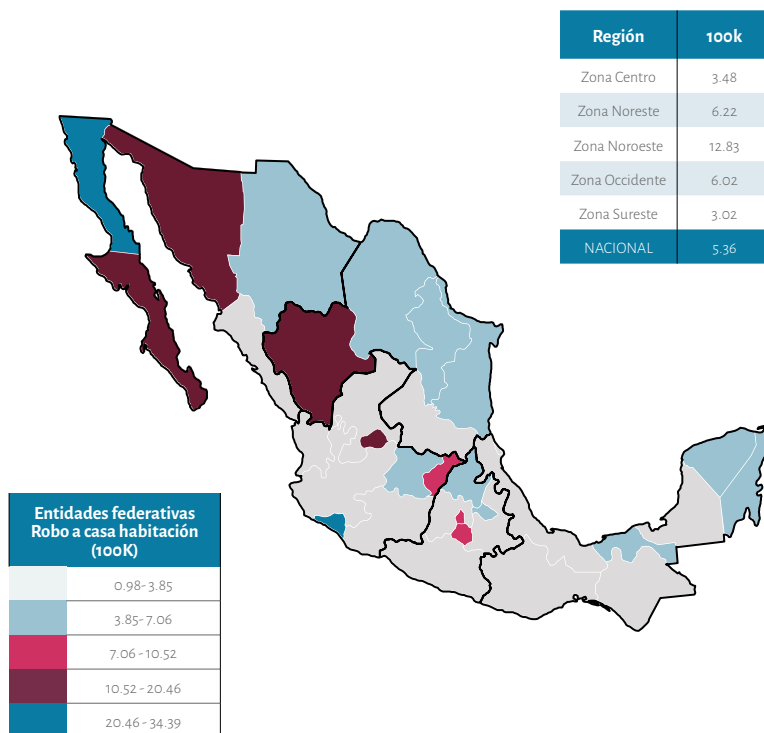 Región 100k
Zona Centro 3.48
Zona Noreste 6.22
Zona Noroeste 12.83
Zona Occidente 6.02
Zona Sureste 3.02
NACIONAL 5.36
Entidades federativas
Robo a casa habitación
(100K)
0.98- 3.85
3.85- 7.06
7.06 - 10.52
10.52 - 20.46
20.46 - 34.39